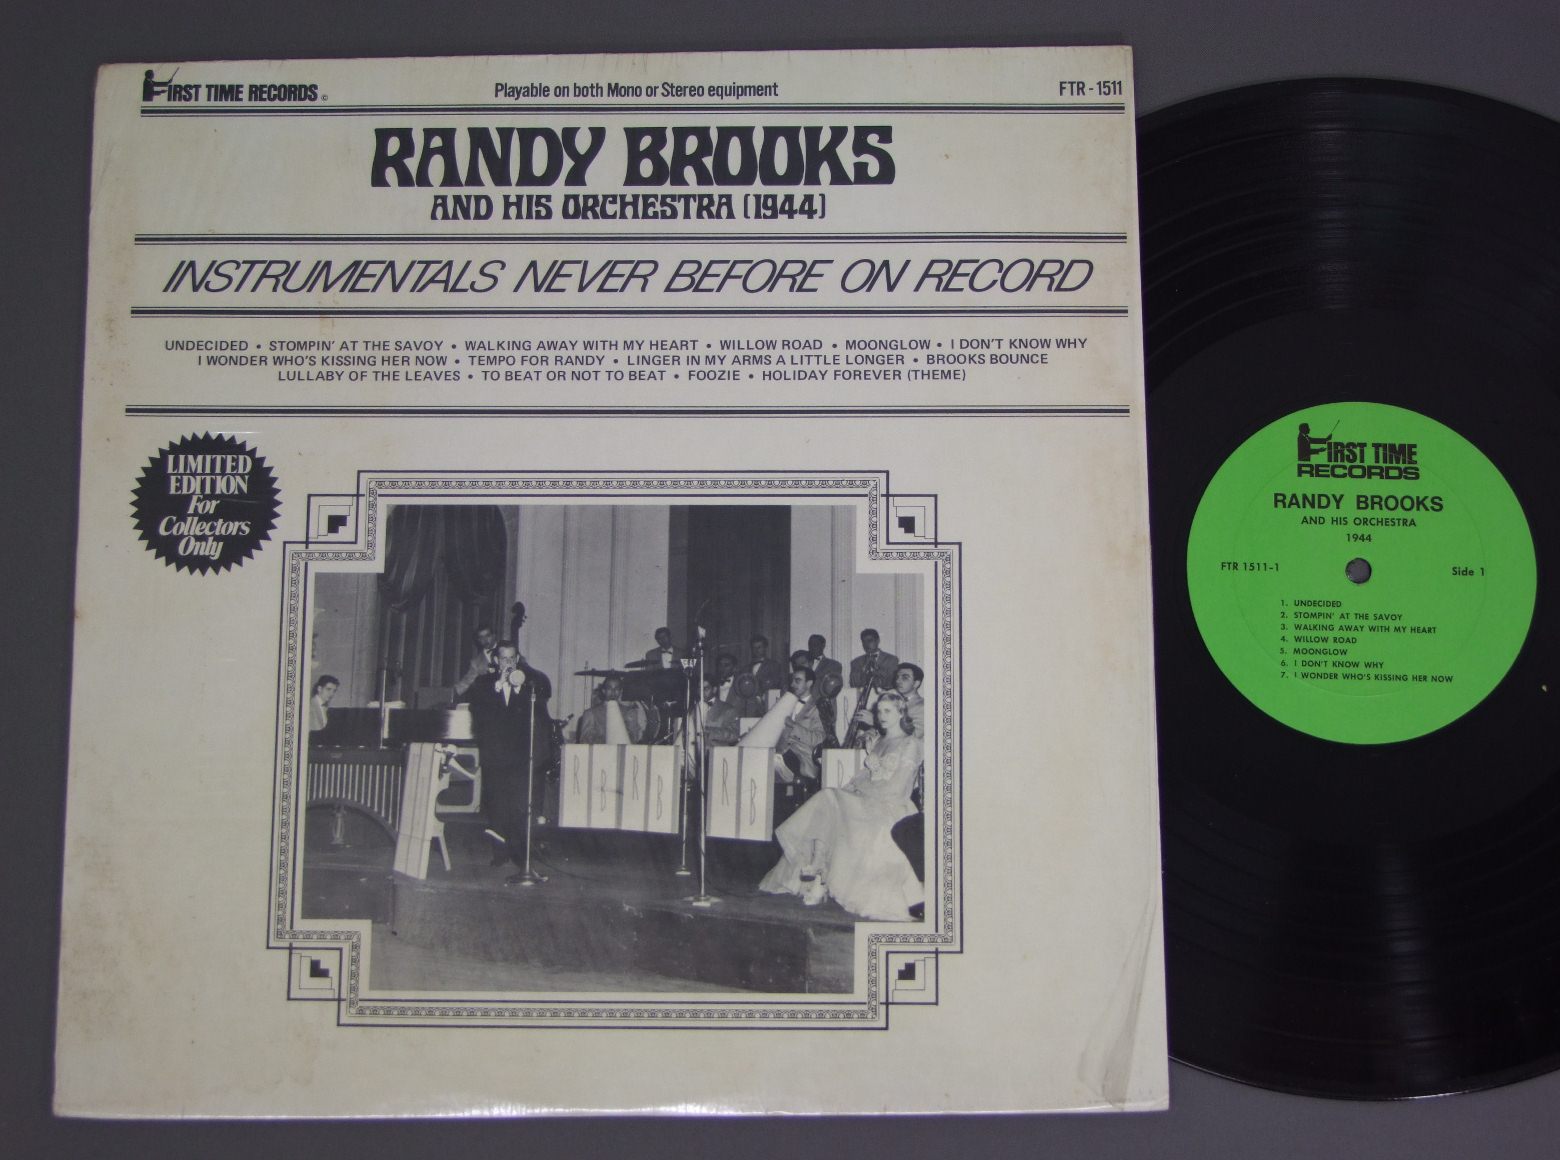 FIRST TIME RECORDS ©
Playable on both Mono or Stereo equipment
FTR - 1511
RANDY BROOKS
AND HIS ORCHESTRA (1944)
INSTRUMENTALS NEVER BEFORE ON RECORD
UNDECIDED • STOMPIN' AT THE SAVOY • WALKING AWAY WITH MY HEART • WILLOW ROAD • MOONGLOW • I DON'T KNOW WHY
I WONDER WHO'S KISSING HER NOW • TEMPO FOR RANDY • LINGER IN MY ARMS A LITTLE LONGER • BROOKS BOUNCE
LULLABY OF THE LEAVES • TO BEAT OR NOT TO BEAT • FOOZIE • HOLIDAY FOREVER (THEME)
LIMITED
EDITION
For
Collectors
Only
R B R B
R B
R
R
FIRST TIME
RECORDS
RANDY BROOKS
AND HIS ORCHESTRA
1944
FTR 1511-1
Side 1
1. UNDECIDED
2. STOMPIN' AT THE SAVOY
3. WALKING AWAY WITH MY HEART
4. WILLOW ROAD
5. MOONGLOW
6. I DON'T KNOW WHY
7. I WONDER WHO'S KISSING HER NOW